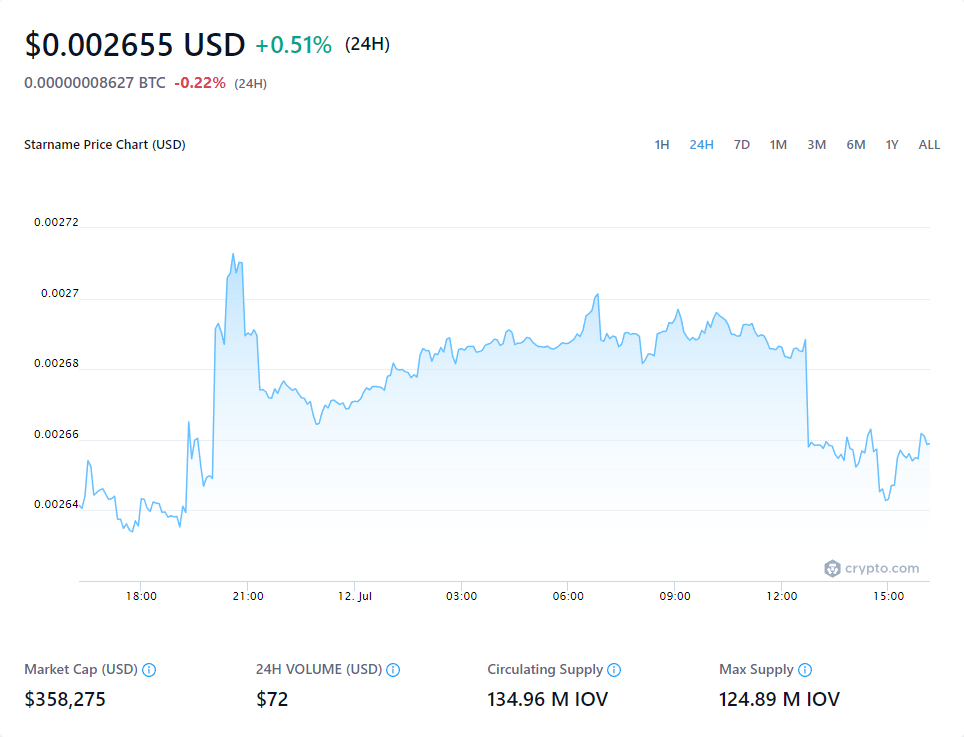 $0.002655 USD +0.51% (24H)
0.00000008627 BTC -0.22% (24H)
Starname Price Chart (USD) 1H 24H 7D 1M 3M 6M 1Y ALL
0.00272
0.0027
0.00268
0.00266
0.00264
crypto.com
18:00 21:00 12. Jul 03:00 06:00 09:00 12:00 15:00
Market Cap (USD) 24H VOLUME (USD) Circulating Supply Max Supply
$358,275 $72 134.96 M IOV 124.89 M IOV